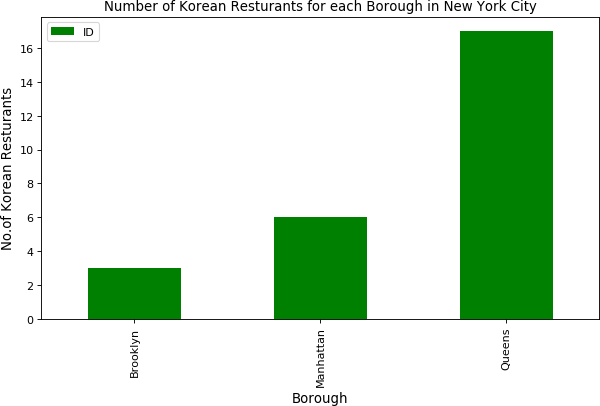 Number of Korean Resturants for each Borough in New York City
ID
No.of Korean Resturants
16
14
12
10
8
6
4
2
0
Brooklyn
Manhattan
Queens
Borough